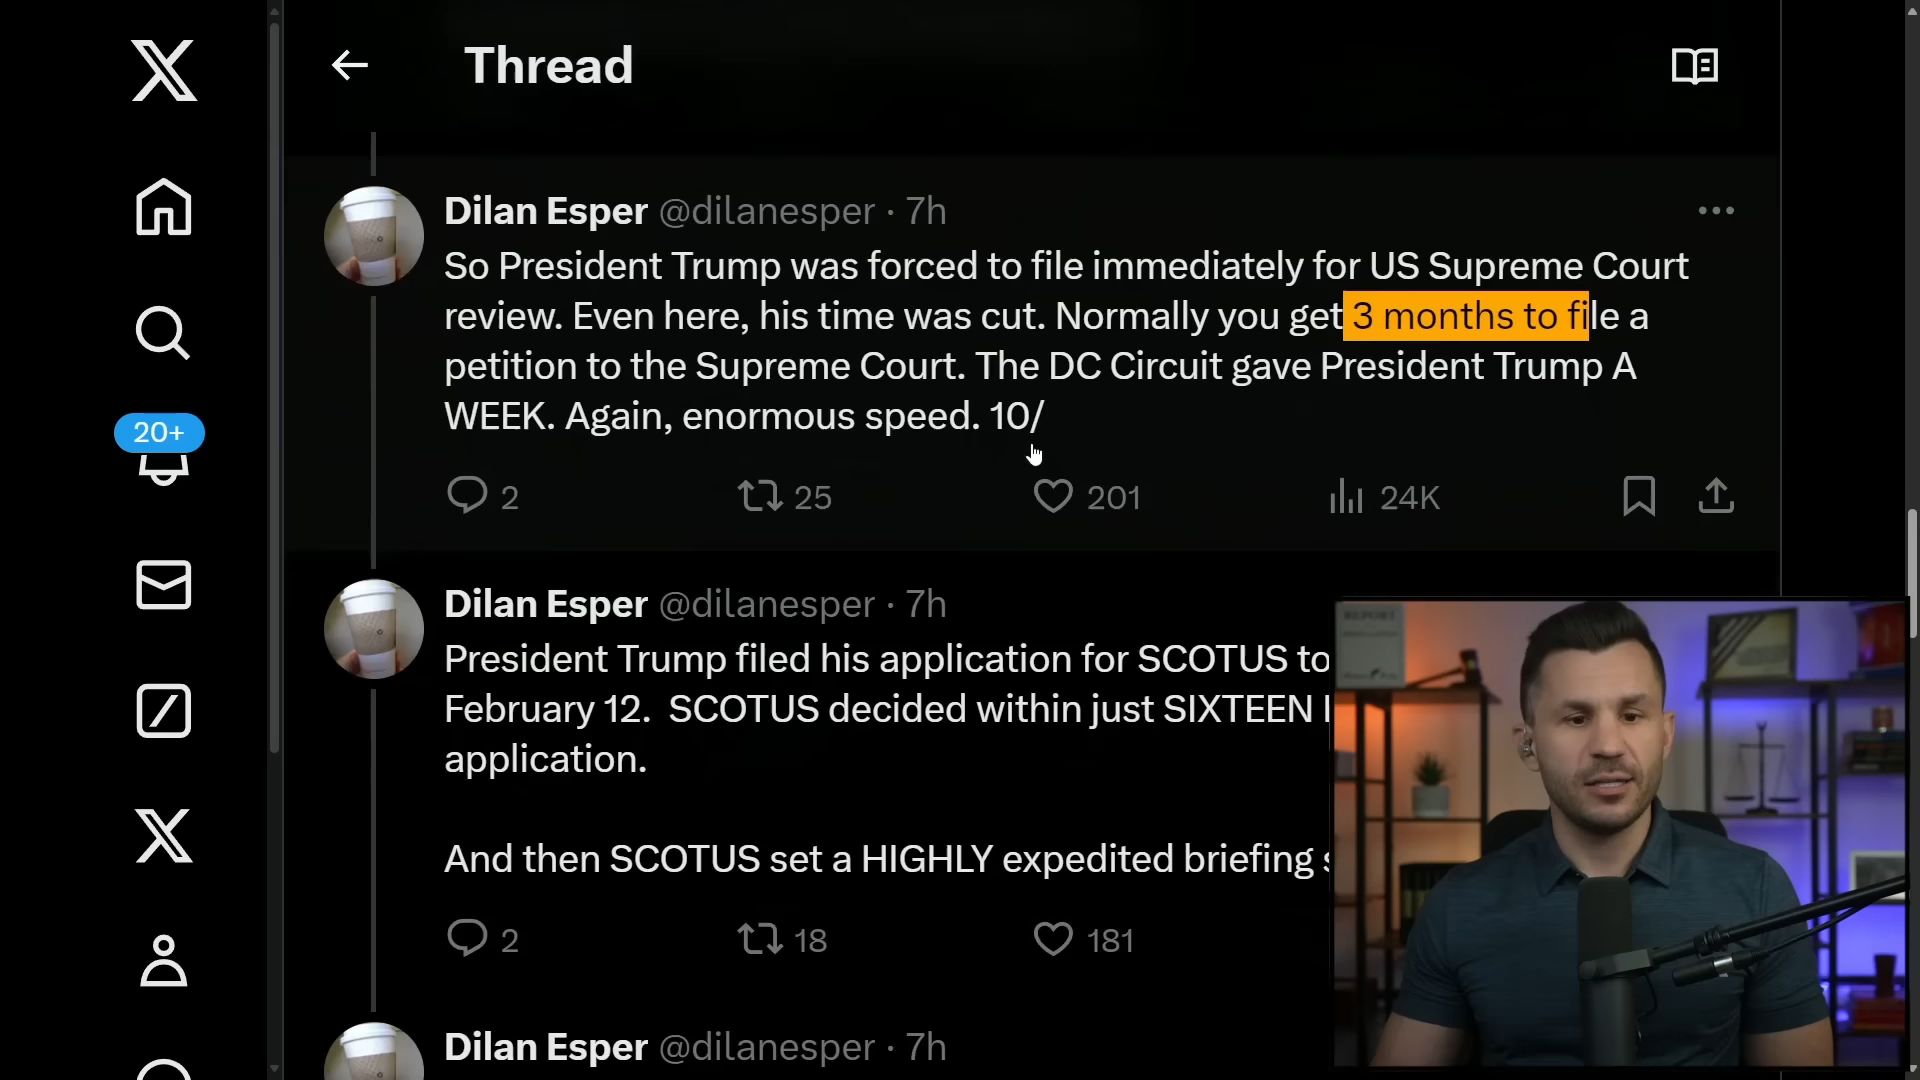 Thread
Dilan Esper @dilanesper · 7h
So President Trump was forced to file immediately for US Supreme Court
review. Even here, his time was cut. Normally you get 3 months to file a
petition to the Supreme Court. The DC Circuit gave President Trump A
WEEK. Again, enormous speed. 10/
2 25 201 24K
20+
Dilan Esper @dilanesper · 7h
President Trump filed his application for SCOTUS to
February 12.  SCOTUS decided within just SIXTEEN
application.
And then SCOTUS set a HIGHLY expedited briefing
2 18 181
REPORT
Dilan Esper @dilanesper · 7h